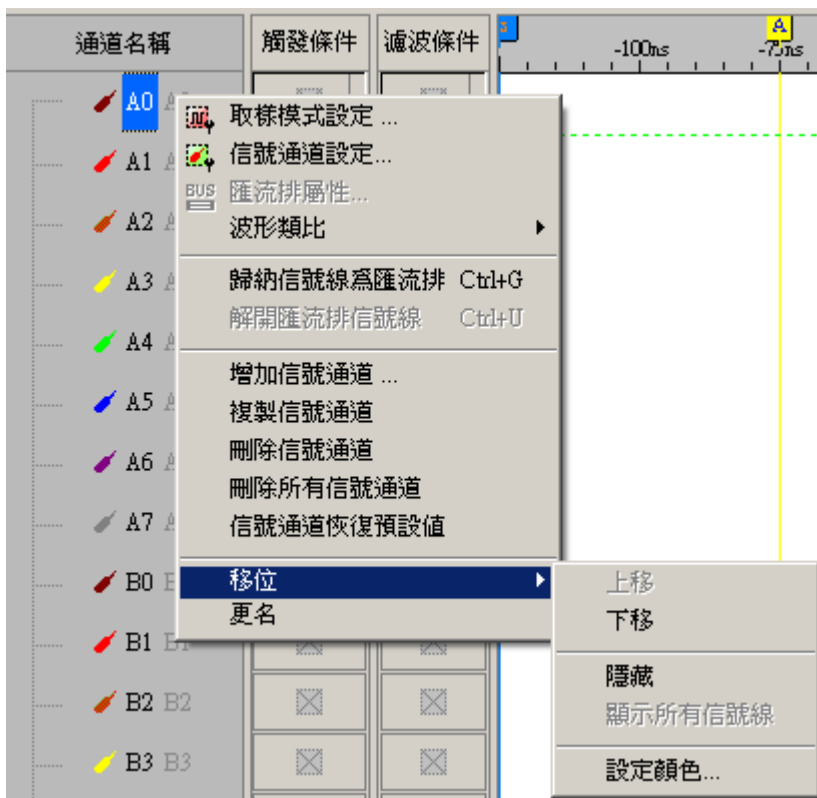 通道名稱 觸發條件 濾波條件
-100ns A -75ns
A0
取樣模式設定 ...
A1 信號通道設定...
BUS 匯流排屬性...
A2 波形類比
A3 歸納信號線為匯流排 Ctrl+G
A4 解開匯流排信號線 Ctrl+U
增加信號通道 ...
A5 複製信號通道
A6 刪除信號通道
刪除所有信號通道
A7 信號通道恢復預設值
B0 移位 上移
更名 下移
B1 B1
隱藏
B2 B2 顯示所有信號線
B3 B3 設定顏色...